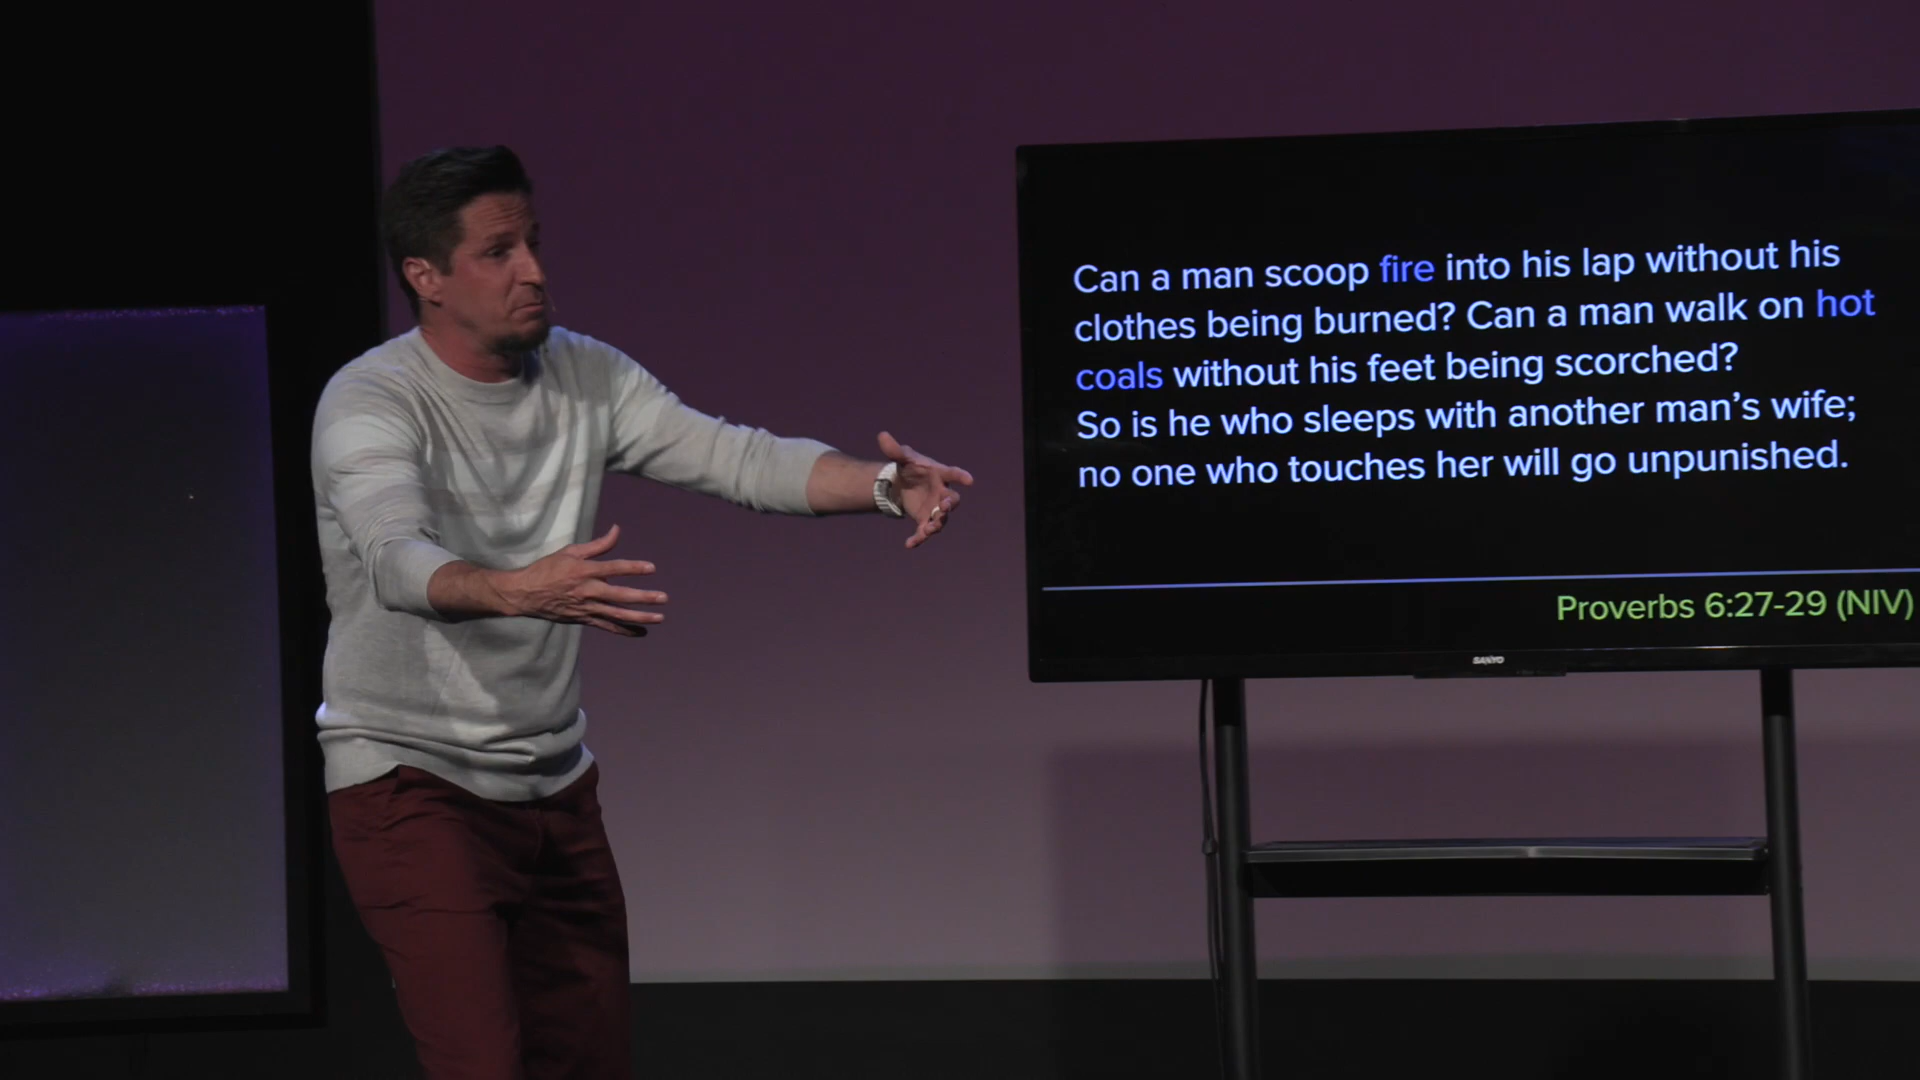 Can a man scoop fire into his lap without his
clothes being burned? Can a man walk on hot
coals without his feet being scorched?
So is he who sleeps with another man’s wife;
no one who touches her will go unpunished.
Proverbs 6:27-29 (NIV)
SANYO